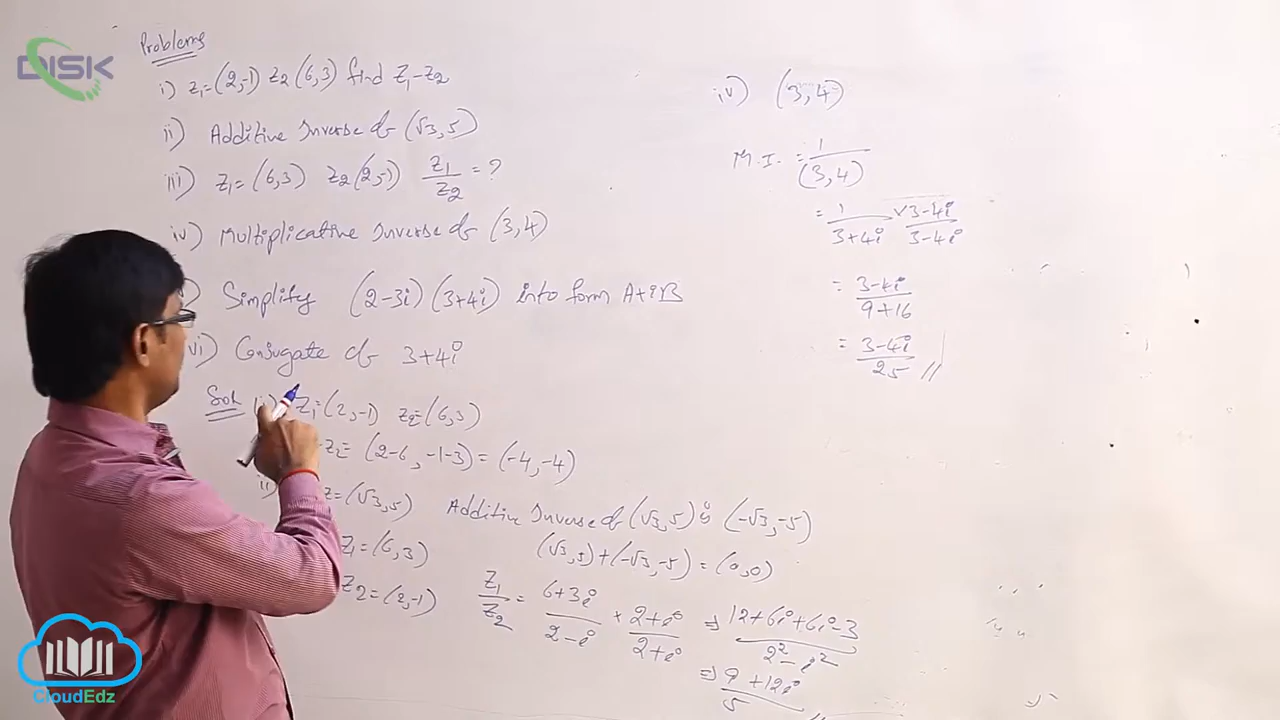 DISK
Problems
i) z₁=(2,-1) z₂(6,3) find z₁-z₂
ii) Additive Inverse of (√3,5)
iii) z₁=(6,3) z₂(2,-1) z₁/z₂=?
iv) Multiplicative Inverse of (3,4)
Simplify (2-3i)(3+4i) into form A+iB
vi) Conjugate of 3+4i
Sol i) z₁=(2,-1) z₂=(6,3)
-z₂= (2-6, -1-3) = (-4,-4)
ii) z=(√3,5) Additive Inverse of (√3,5) is (-√3,-5)
(√3,5)+(-√3,-5)=(0,0)
z₁=(6,3)
z₂=(2,-1)
z₁/z₂ = 6+3i/2-i × 2+i/2+i ⇒ 12+6i+6i-3/2²-i²
⇒ 9+12i/5 //
iv) (3,4)
M.I. = 1/(3,4)
= 1/3+4i × 3-4i/3-4i
= 3-4i/9+16
= 3-4i/25 //
CloudEdz